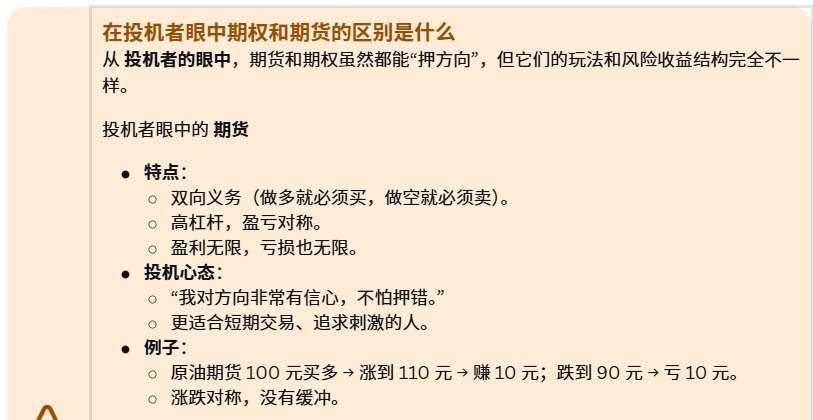 在投机者眼中期权和期货的区别是什么
从 投机者的眼中，期货和期权虽然都能“押方向”，但它们的玩法和风险收益结构完全不一
样。
投机者眼中的 期货
● 特点：
○ 双向义务（做多就必须买，做空就必须卖）。
○ 高杠杆，盈亏对称。
○ 盈利无限，亏损也无限。
● 投机心态：
○ “我对方向非常有信心，不怕押错。”
○ 更适合短期交易、追求刺激的人。
● 例子：
○ 原油期货 100 元买多 → 涨到 110 元 → 赚 10 元；跌到 90 元 → 亏 10 元。
○ 涨跌对称，没有缓冲。